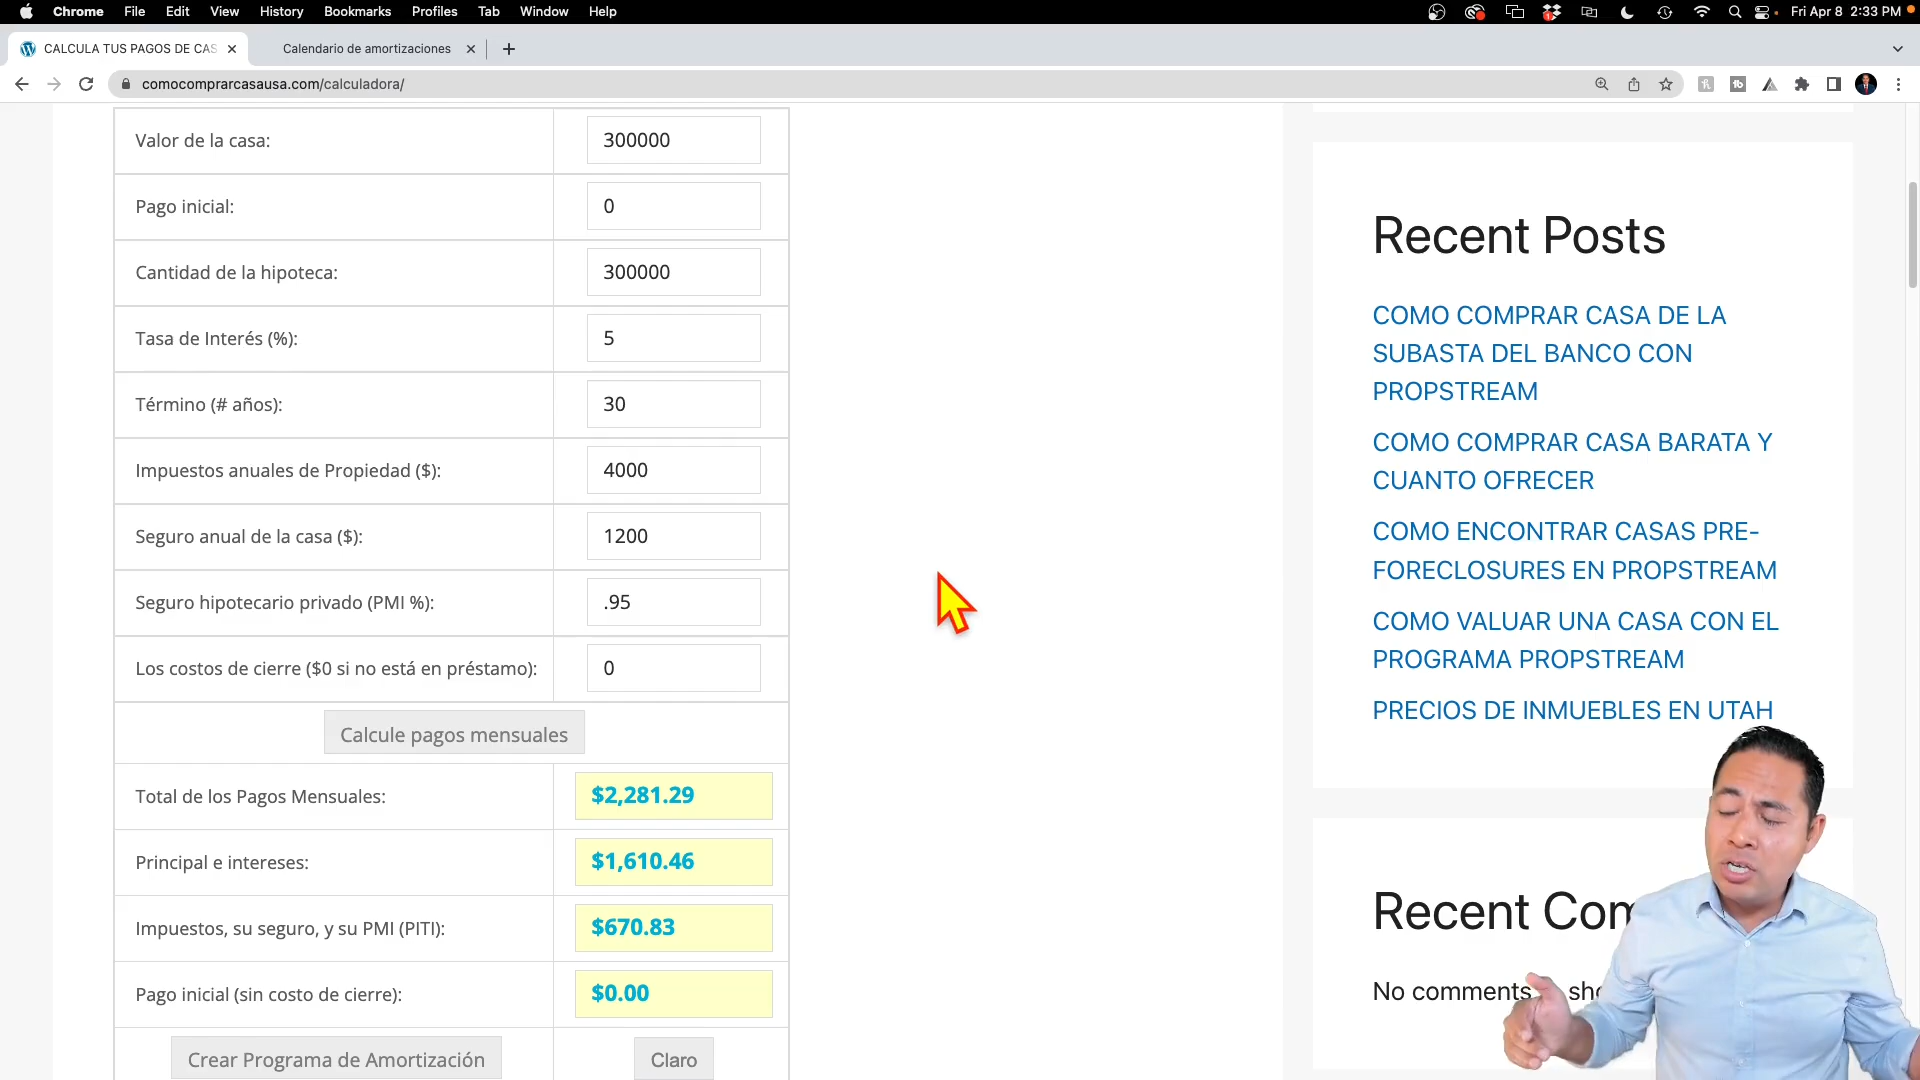 Chrome File Edit View History Bookmarks Profiles Tab Window Help
Fri Apr 8 2:33 PM
CALCULA TUS PAGOS DE CAS
Calendario de amortizaciones
comocomprarcasausa.com/calculadora/
Valor de la casa: 300000
Pago inicial: 0
Cantidad de la hipoteca: 300000
Tasa de Interés (%): 5
Término (# años): 30
Impuestos anuales de Propiedad ($): 4000
Seguro anual de la casa ($): 1200
Seguro hipotecario privado (PMI %): .95
Los costos de cierre ($0 si no está en préstamo): 0
Calcule pagos mensuales
Total de los Pagos Mensuales: $2,281.29
Principal e intereses: $1,610.46
Impuestos, su seguro, y su PMI (PITI): $670.83
Pago inicial (sin costo de cierre): $0.00
Crear Programa de Amortización Claro
Recent Posts
COMO COMPRAR CASA DE LA
SUBASTA DEL BANCO CON
PROPSTREAM
COMO COMPRAR CASA BARATA Y
CUANTO OFRECER
COMO ENCONTRAR CASAS PRE-
FORECLOSURES EN PROPSTREAM
COMO VALUAR UNA CASA CON EL
PROGRAMA PROPSTREAM
PRECIOS DE INMUEBLES EN UTAH
Recent Com
No comments